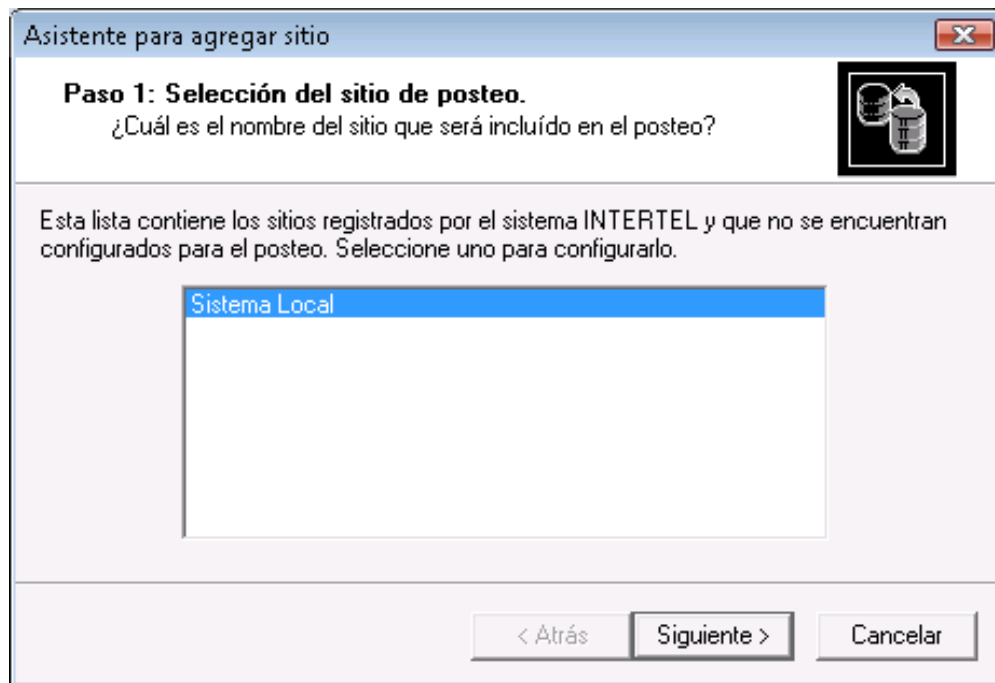 Asistente para agregar sitio
Paso 1: Selección del sitio de posteo.
¿Cuál es el nombre del sitio que será incluído en el posteo?
Esta lista contiene los sitios registrados por el sistema INTERTEL y que no se encuentran
configurados para el posteo. Seleccione uno para configurarlo.
Sistema Local
< Atrás
Siguiente >
Cancelar